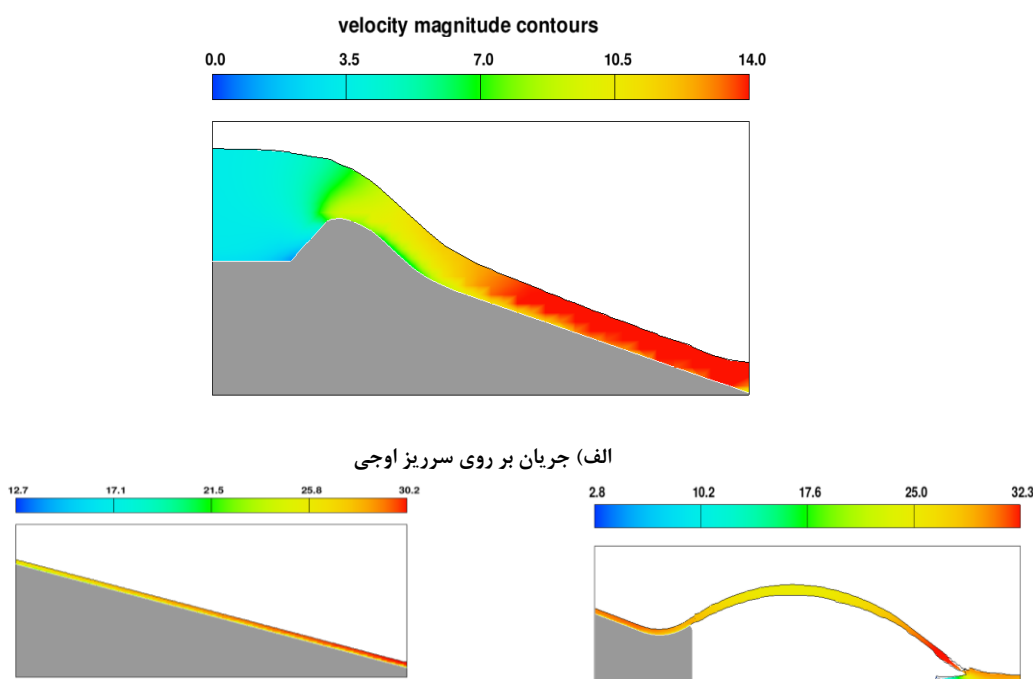 velocity magnitude contours
0.0 3.5 7.0 10.5 14.0
الف) جریان بر روی سرریز اوجی
12.7 17.1 21.5 25.8 30.2
2.8 10.2 17.6 25.0 32.3